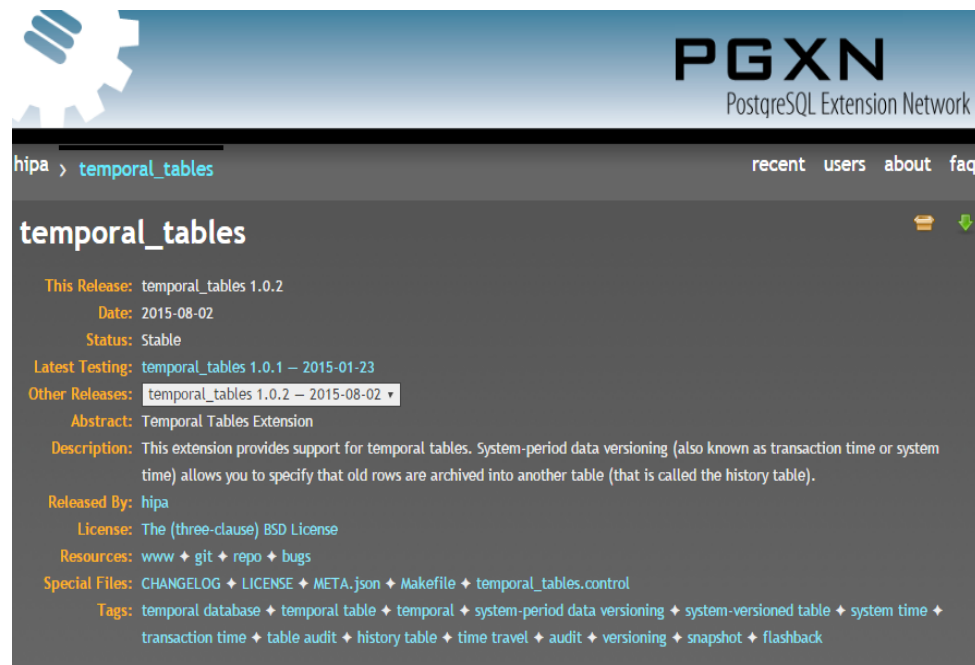 PGXN
PostgreSQL Extension Network
hipa › temporal_tables recent users about faq
temporal_tables
This Release: temporal_tables 1.0.2
Date: 2015-08-02
Status: Stable
Latest Testing: temporal_tables 1.0.1 — 2015-01-23
Other Releases: temporal_tables 1.0.2 — 2015-08-02 ▾
Abstract: Temporal Tables Extension
Description: This extension provides support for temporal tables. System-period data versioning (also known as transaction time or system
time) allows you to specify that old rows are archived into another table (that is called the history table).
Released By: hipa
License: The (three-clause) BSD License
Resources: www ✦ git ✦ repo ✦ bugs
Special Files: CHANGELOG ✦ LICENSE ✦ META.json ✦ Makefile ✦ temporal_tables.control
Tags: temporal database ✦ temporal table ✦ temporal ✦ system-period data versioning ✦ system-versioned table ✦ system time ✦
transaction time ✦ table audit ✦ history table ✦ time travel ✦ audit ✦ versioning ✦ snapshot ✦ flashback